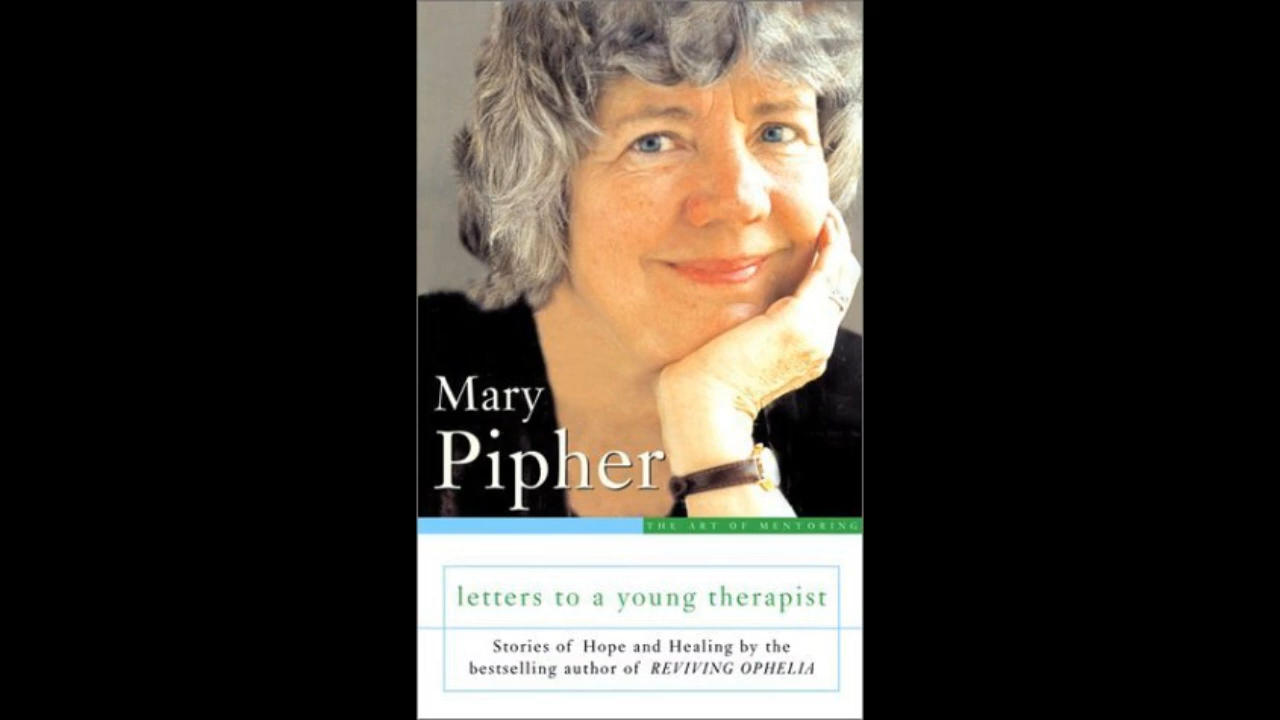 Mary
Pipher
THE ART OF MENTORING
letters to a young therapist
Stories of Hope and Healing by the
bestselling author of REVIVING OPHELIA